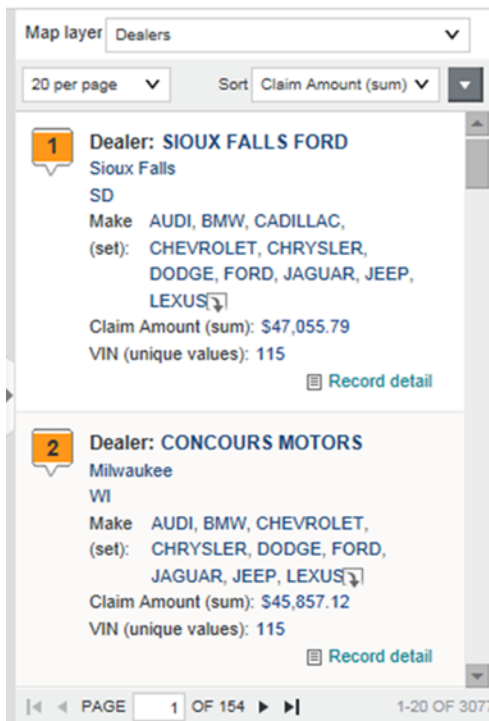 Map layer Dealers
20 per page Sort Claim Amount (sum)
1 Dealer: SIOUX FALLS FORD
Sioux Falls
SD
Make AUDI, BMW, CADILLAC,
(set): CHEVROLET, CHRYSLER,
DODGE, FORD, JAGUAR, JEEP,
LEXUS
Claim Amount (sum): $47,055.79
VIN (unique values): 115
Record detail
2 Dealer: CONCOURS MOTORS
Milwaukee
WI
Make AUDI, BMW, CHEVROLET,
(set): CHRYSLER, DODGE, FORD,
JAGUAR, JEEP, LEXUS
Claim Amount (sum): $45,857.12
VIN (unique values): 115
Record detail
PAGE 1 OF 154 1-20 OF 3077